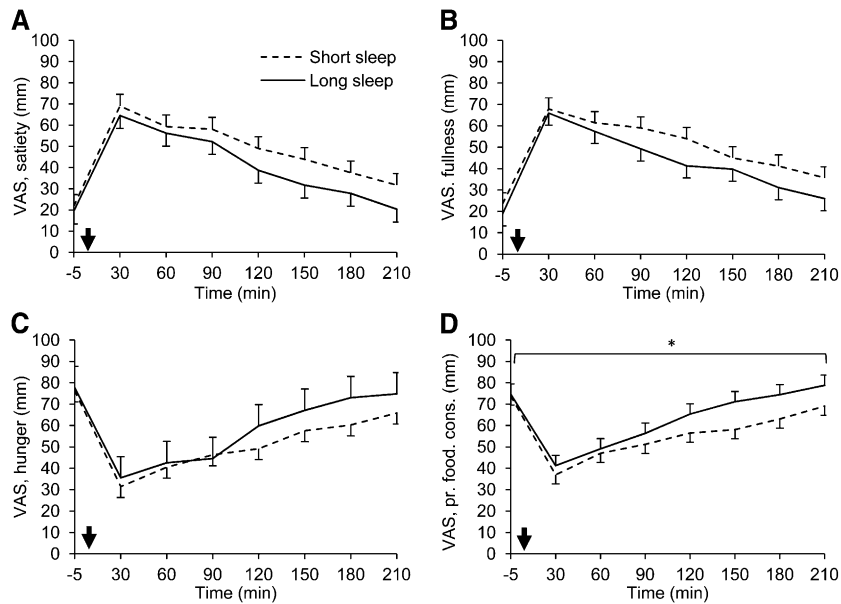 A
B
VAS, satiety (mm)
100
90
80
70
60
50
40
30
20
10
0
Short sleep
Long sleep
-5 30 60 90 120 150 180 210
Time (min)
VAS. fullness (mm)
100
90
80
70
60
50
40
30
20
10
0
-5 30 60 90 120 150 180 210
Time (min)
C
D
VAS, hunger (mm)
100
90
80
70
60
50
40
30
20
10
0
-5 30 60 90 120 150 180 210
Time (min)
VAS, pr. food. cons. (mm)
100
90
80
70
60
50
40
30
20
10
0
*
-5 30 60 90 120 150 180 210
Time (min)